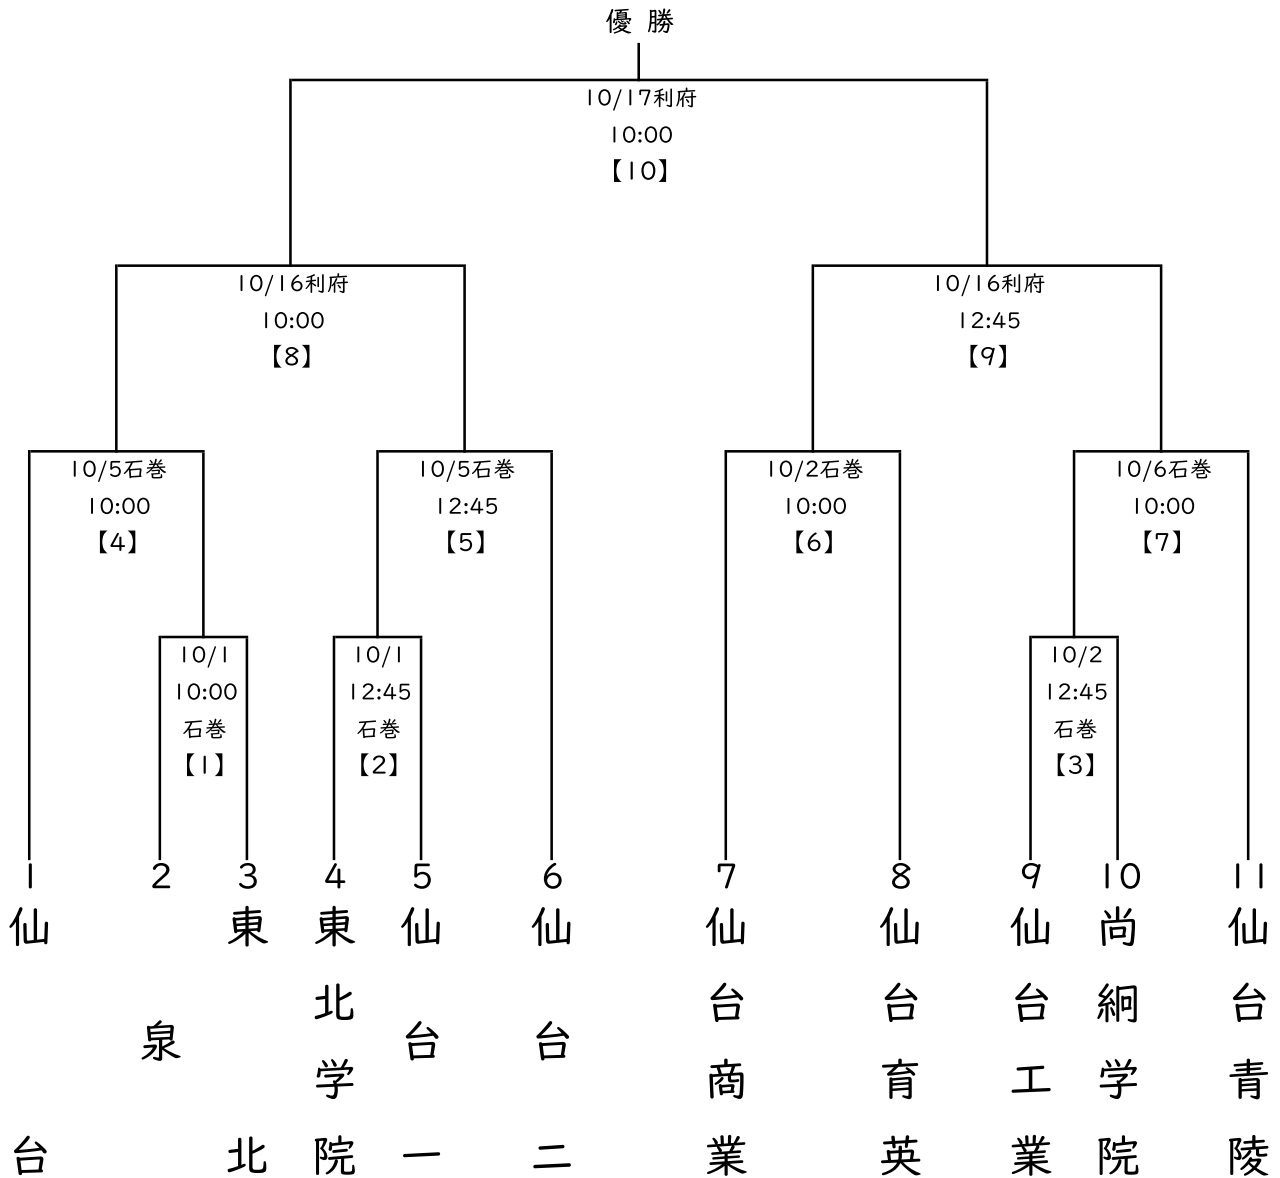 優 勝
10/17利府
10:00
【10】
10/16利府
10:00
【8】
10/16利府
12:45
【9】
10/5石巻
10:00
【4】
10/5石巻
12:45
【5】
10/2石巻
10:00
【6】
10/6石巻
10:00
【7】
10/1
10:00
石巻
【1】
10/1
12:45
石巻
【2】
10/2
12:45
石巻
【3】
1
仙台
2
泉
3
東北
4
東北学院
5
仙台一
6
仙台二
7
仙台商業
8
仙台育英
9
仙台工業
10
尚絅学院
11
仙台青陵